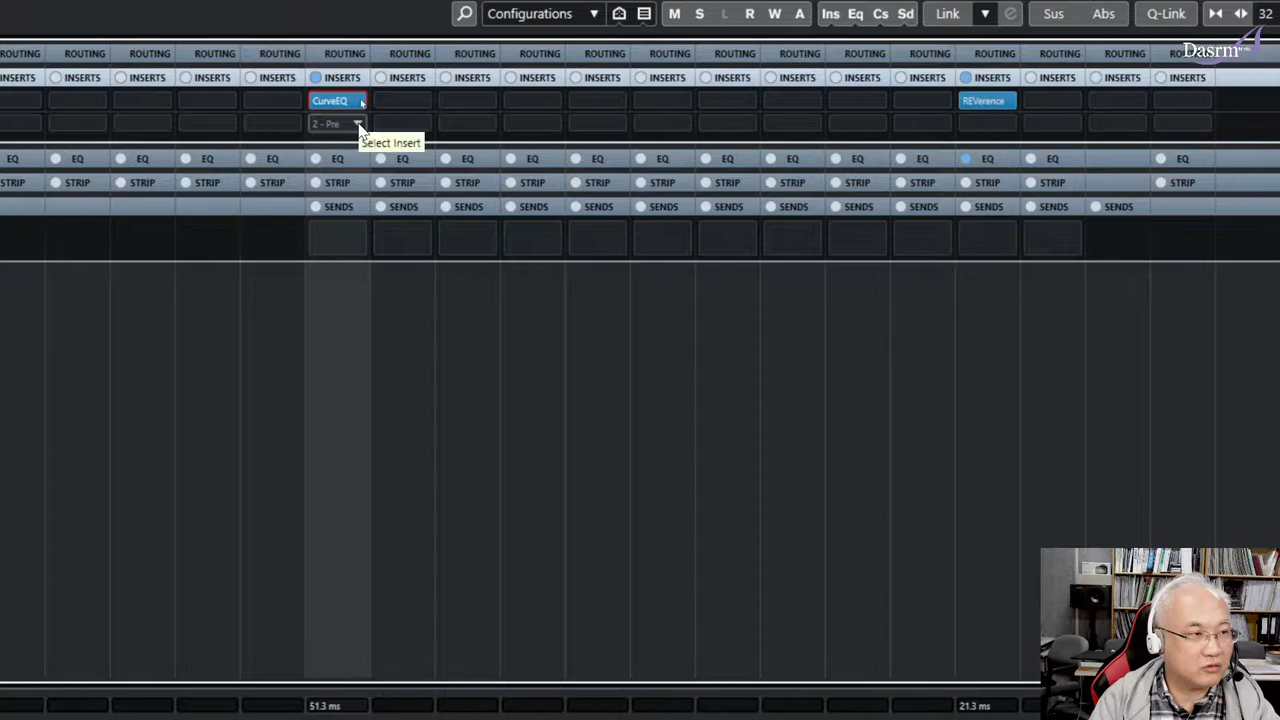 Configurations M S L R W A Ins Eq Cs Sd Link e Sus Abs Q-Link 32
Dasrm
ROUTING ROUTING ROUTING ROUTING ROUTING ROUTING ROUTING ROUTING ROUTING ROUTING ROUTING ROUTING ROUTING ROUTING ROUTING ROUTING ROUTING ROUTING ROUTING
INSERTS INSERTS INSERTS INSERTS INSERTS INSERTS INSERTS INSERTS INSERTS INSERTS INSERTS INSERTS INSERTS INSERTS INSERTS INSERTS INSERTS INSERTS INSERTS
CurveEQ REVerence
2 - Pre
Select Insert
EQ EQ EQ EQ EQ EQ EQ EQ EQ EQ EQ EQ EQ EQ EQ EQ EQ EQ
STRIP STRIP STRIP STRIP STRIP STRIP STRIP STRIP STRIP STRIP STRIP STRIP STRIP STRIP STRIP STRIP STRIP STRIP
SENDS SENDS SENDS SENDS SENDS SENDS SENDS SENDS SENDS SENDS SENDS SENDS SENDS
51.3 ms 21.3 ms